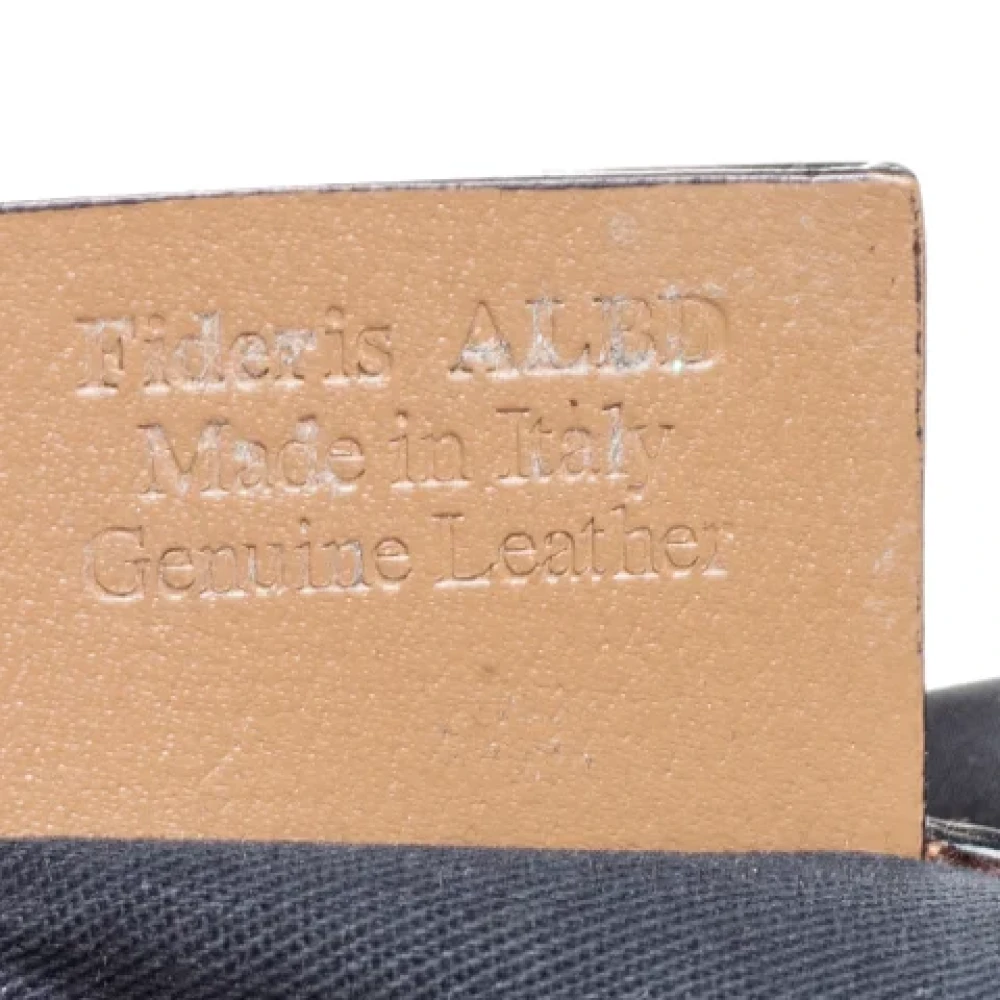 Fideris ALBD
Made in Italy
Genuine Leather